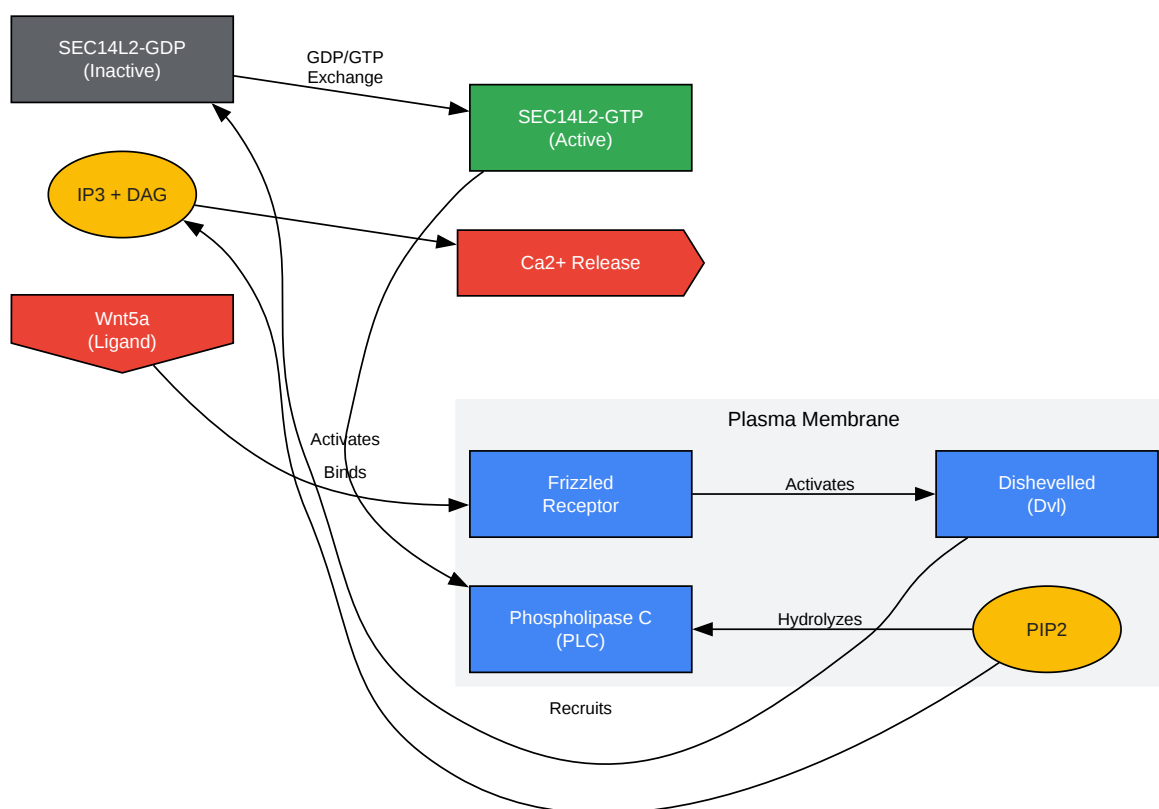 SEC14L2-GDP
(Inactive)
GDP/GTP
Exchange
SEC14L2-GTP
(Active)
IP3 + DAG
Ca2+ Release
Wnt5a
(Ligand)
Plasma Membrane
Activates
Binds
Frizzled
Receptor
Activates
Dishevelled
(Dvl)
Phospholipase C
(PLC)
Hydrolyzes
PIP2
Recruits